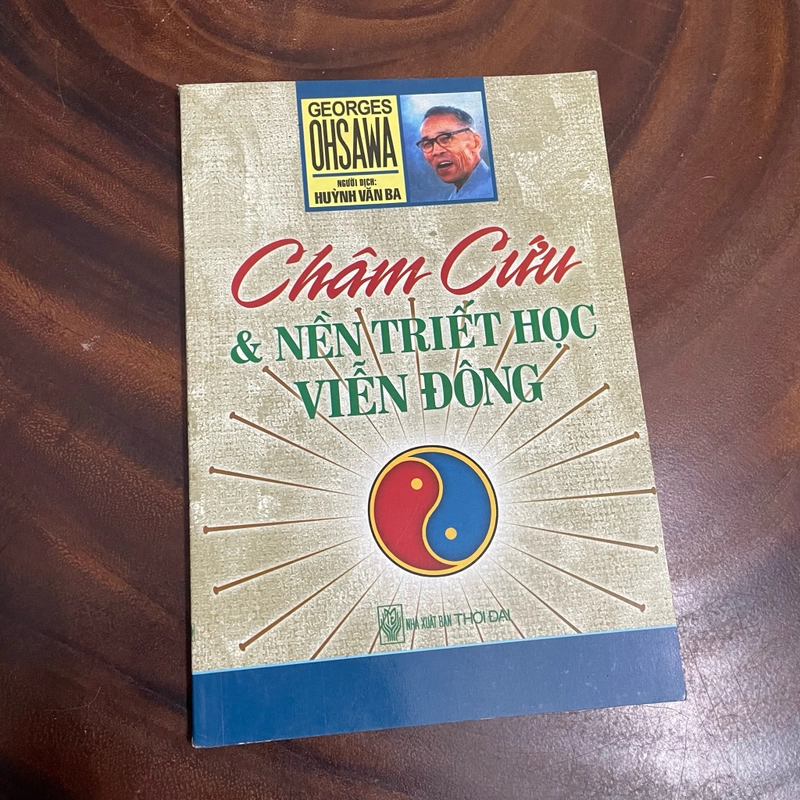 GEORGES
OHSAWA
NGƯỜI DỊCH:
HUỲNH VĂN BA
Châm Cứu
& NỀN TRIẾT HỌC
VIỄN ĐÔNG
NHÀ XUẤT BẢN THỜI ĐẠI